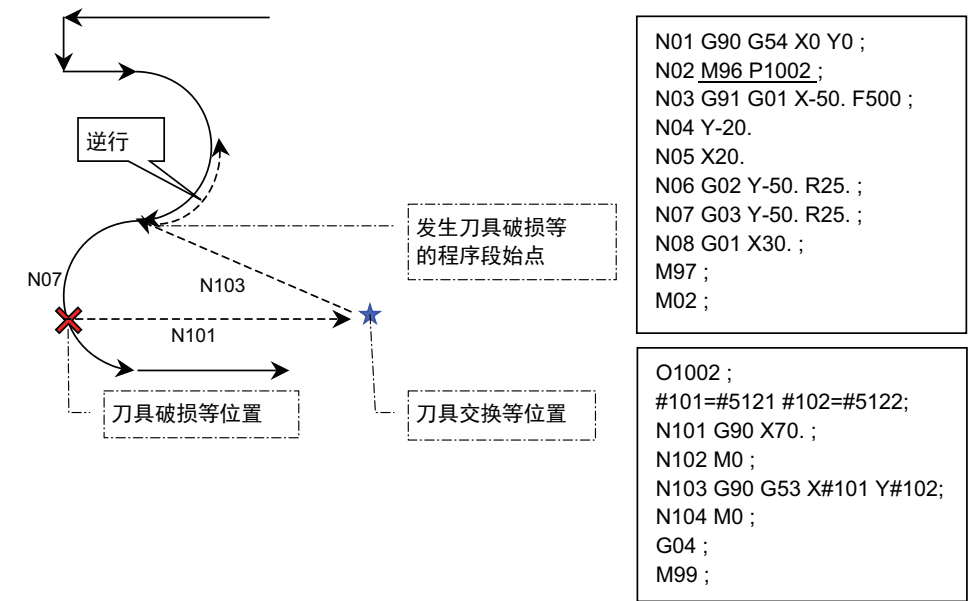 逆行
发生刀具破损等
的程序段始点
N07
N103
N101
刀具破损等位置
刀具交换等位置
N01 G90 G54 X0 Y0 ;
N02 M96 P1002 ;
N03 G91 G01 X-50. F500 ;
N04 Y-20.
N05 X20.
N06 G02 Y-50. R25. ;
N07 G03 Y-50. R25. ;
N08 G01 X30. ;
M97 ;
M02 ;
O1002 ;
#101=#5121 #102=#5122;
N101 G90 X70. ;
N102 M0 ;
N103 G90 G53 X#101 Y#102;
N104 M0 ;
G04 ;
M99 ;